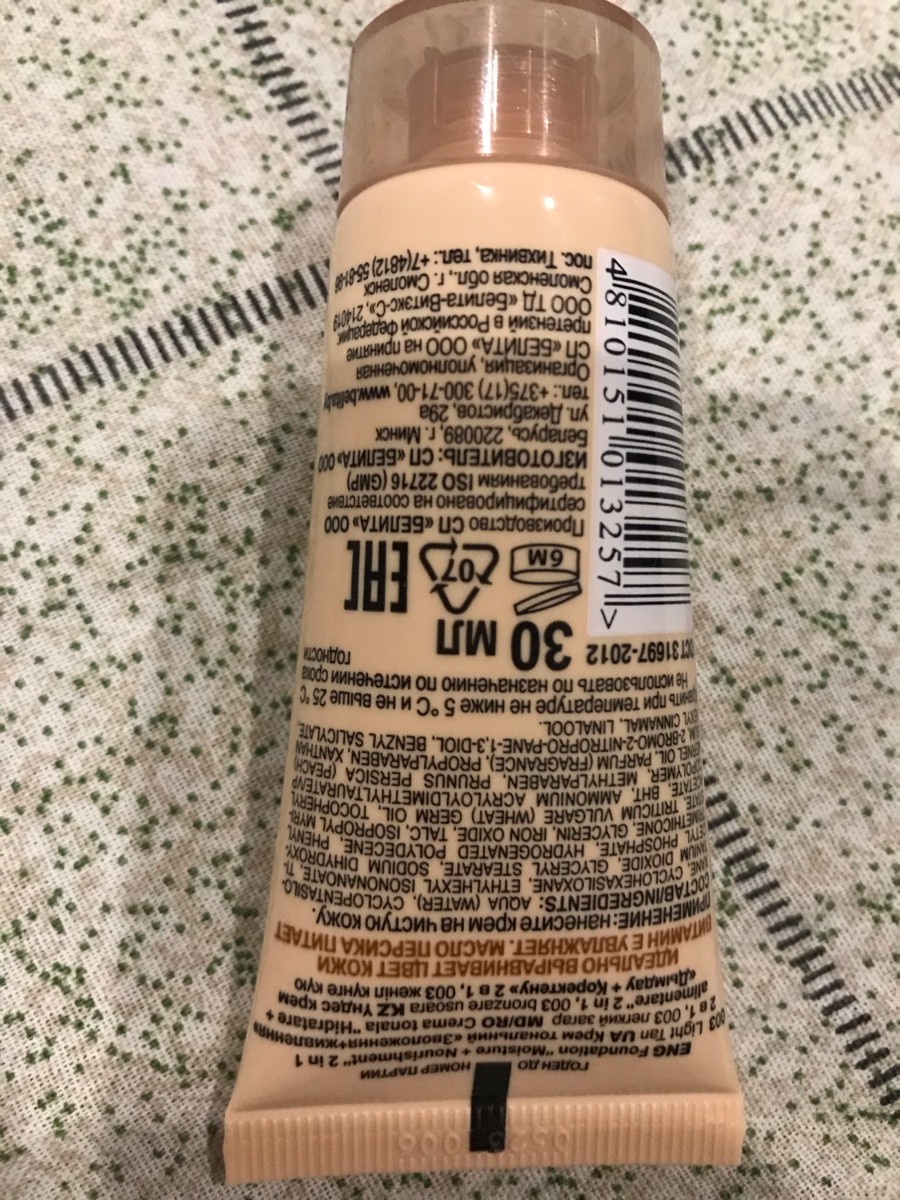 0523 006
ГОДЕН ДО НОМЕР ПАРТИИ
ENG Foundation "Moisture + Nourishment" 2 in 1
003 Light Tan UA Крем тональний «Зволоження+живлення»
2 в 1, 003 легкий загар MD/RO Crema tonala "Hidratare +
alimentare" 2 in 1, 003 bronzare usoara KZ Үндес крем
«Дымдау + Коректену» 2 в 1, 003 жеңіл күнге күю
ИДЕАЛЬНО ВЫРАВНИВАЕТ ЦВЕТ КОЖИ
ВИТАМИН Е УВЛАЖНЯЕТ. МАСЛО ПЕРСИКА ПИТАЕТ
ПРИМЕНЕНИЕ: нанесите крем на чистую кожу.
СОСТАВ/INGREDIENTS: AQUA (WATER), CYCLOPENTASILO-
XANE, CYCLOHEXASILOXANE, ETHYLHEXYL ISONONANOATE, TI-
TANIUM DIOXIDE, GLYCERYL STEARATE, SODIUM DIHYDROXY-
CETYL PHOSPHATE, HYDROGENATED POLYDECENE, PHENYL
TRIMETHICONE, GLYCERIN, IRON OXIDE, TALC, ISOPROPYL MYRI-
STATE, TRITICUM VULGARE (WHEAT) GERM OIL, TOCOPHERYL
ACETATE, BHT, AMMONIUM ACRYLOYLDIMETHYLTAURATE/VP
COPOLYMER, METHYLPARABEN, PRUNUS PERSICA (PEACH)
KERNEL OIL, PARFUM (FRAGRANCE), PROPYLPARABEN, XANTHAN
GUM, 2-BROMO-2-NITROPROPANE-1,3-DIOL, BENZYL SALICYLATE,
HEXYL CINNAMAL, LINALOOL.
Хранить при температуре не ниже 5 °С и не выше 25 °С
Не использовать по назначению по истечении срока
годности
ГОСТ 31697-2012
30 МЛ
6M
07
EAC
Производство СП «БЕЛИТА» ООО
сертифицировано на соответствие
требованиям ISO 22716 (GMP)
ИЗГОТОВИТЕЛЬ: СП «БЕЛИТА» ООО
Беларусь, 220089, г. Минск
ул. Декабристов, 29а
тел.: +375(17) 300-71-00, www.belita.by
Организация, уполномоченная
СП «БЕЛИТА» ООО на принятие
претензий в Российской Федерации:
ООО ТД «Белита-Витэкс-С», 214019
Смоленская обл., г. Смоленск
пос. Тихвинка, тел.: +7(4812) 55-81-86
4 810151 013257 >